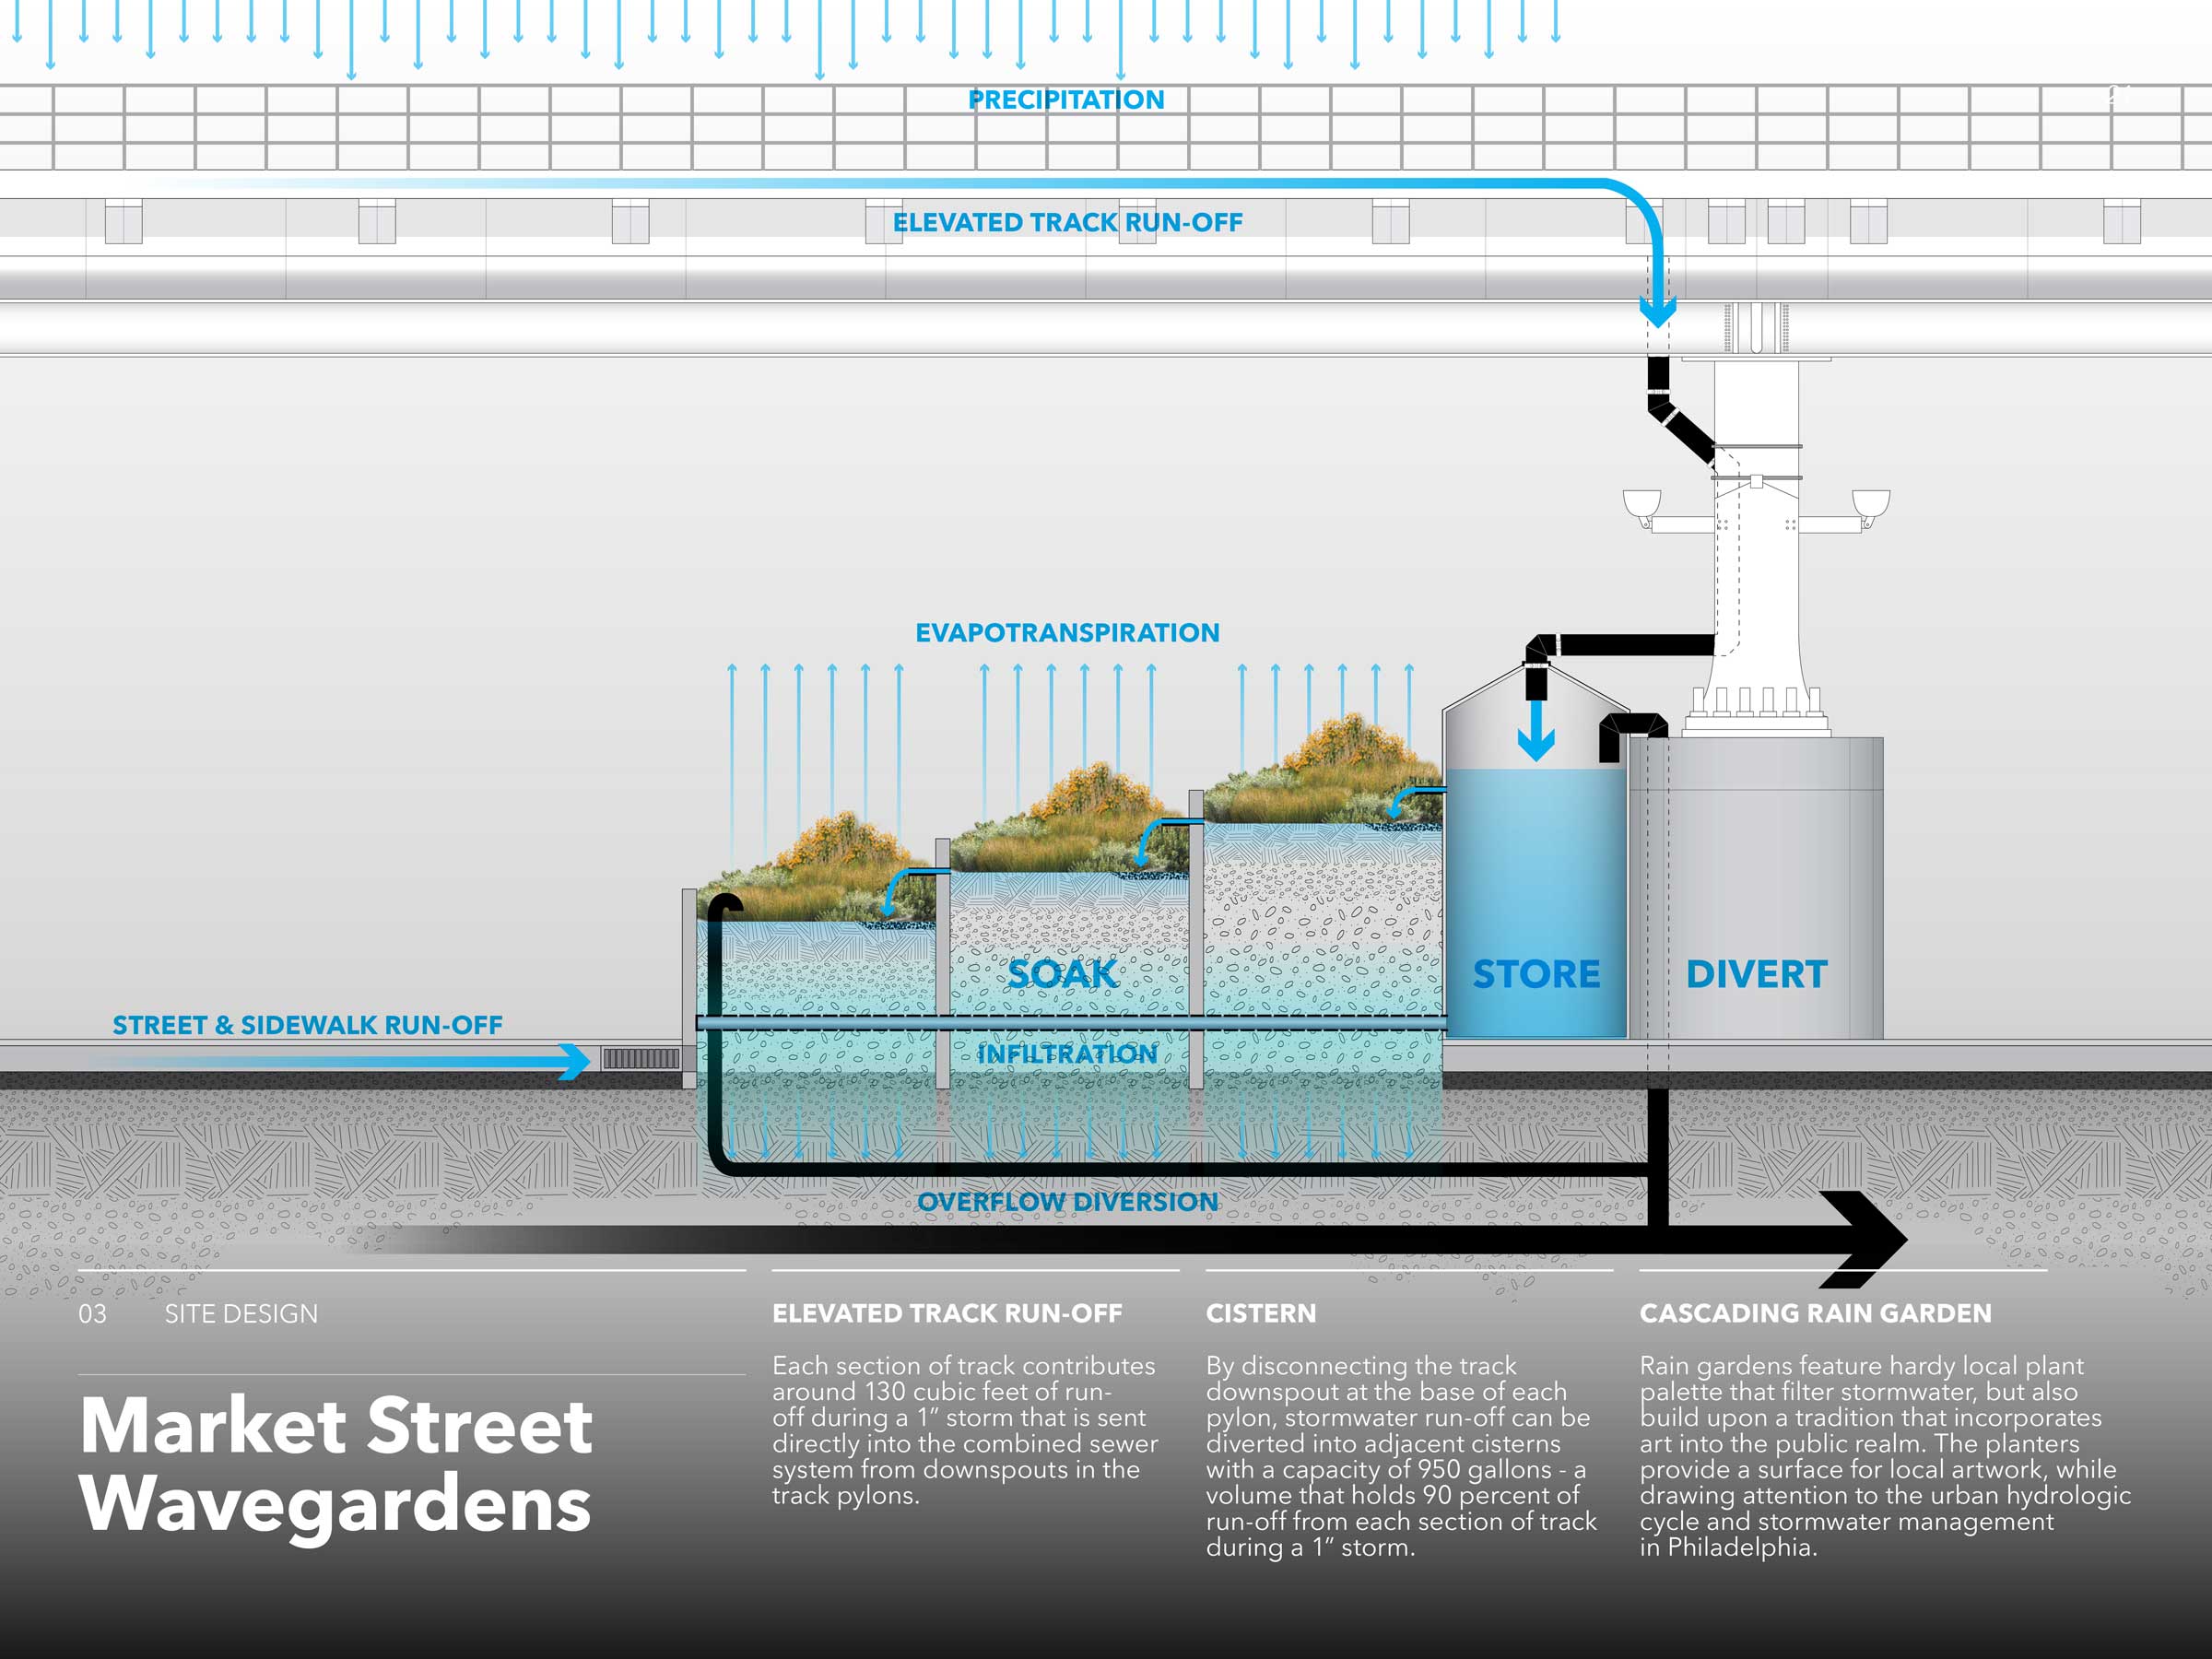 PRECIPITATION
ELEVATED TRACK RUN-OFF
EVAPOTRANSPIRATION
SOAK
STORE
DIVERT
STREET & SIDEWALK RUN-OFF
INFILTRATION
OVERFLOW DIVERSION
03 SITE DESIGN
Market Street
Wavegardens
ELEVATED TRACK RUN-OFF
Each section of track contributes
around 130 cubic feet of run-
off during a 1” storm that is sent
directly into the combined sewer
system from downspouts in the
track pylons.
CISTERN
By disconnecting the track
downspout at the base of each
pylon, stormwater run-off can be
diverted into adjacent cisterns
with a capacity of 950 gallons - a
volume that holds 90 percent of
run-off from each section of track
during a 1” storm.
CASCADING RAIN GARDEN
Rain gardens feature hardy local plant
palette that filter stormwater, but also
build upon a tradition that incorporates
art into the public realm. The planters
provide a surface for local artwork, while
drawing attention to the urban hydrologic
cycle and stormwater management
in Philadelphia.